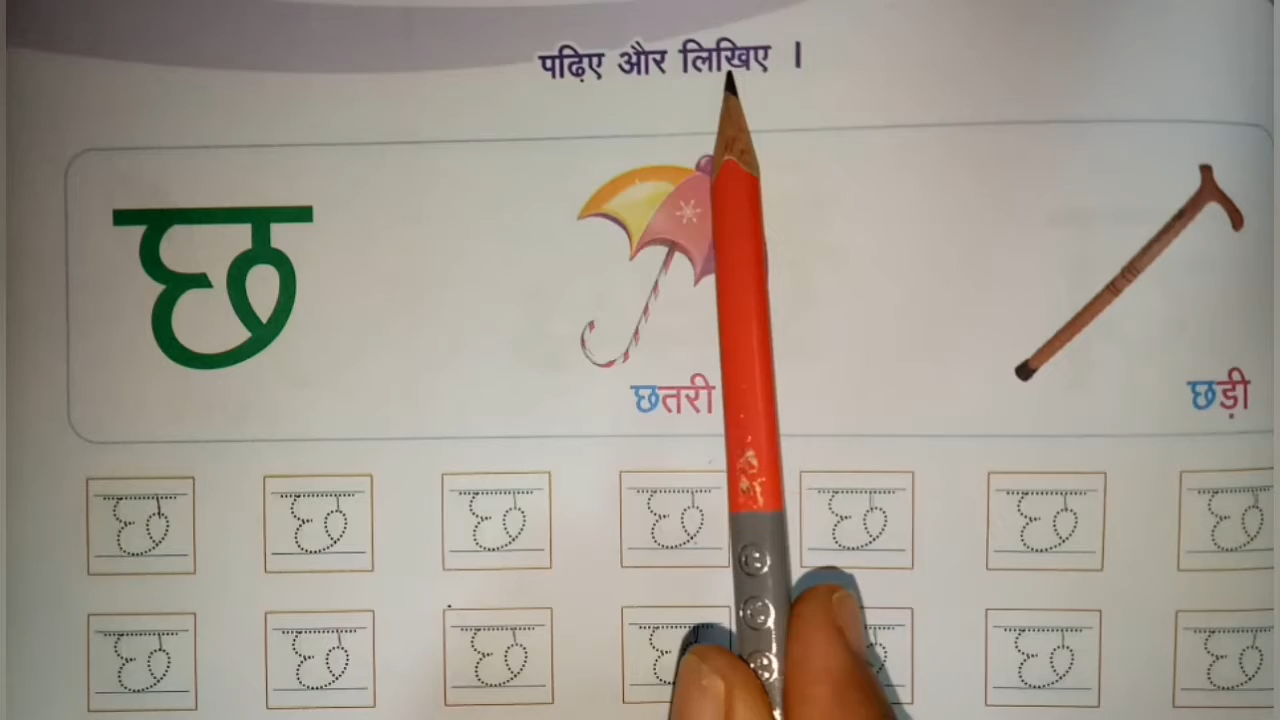 पढ़िए और लिखिए ।
छ
छतरी छड़ी
छ छ छ छ छ छ छ
छ छ छ छ छ छ छ